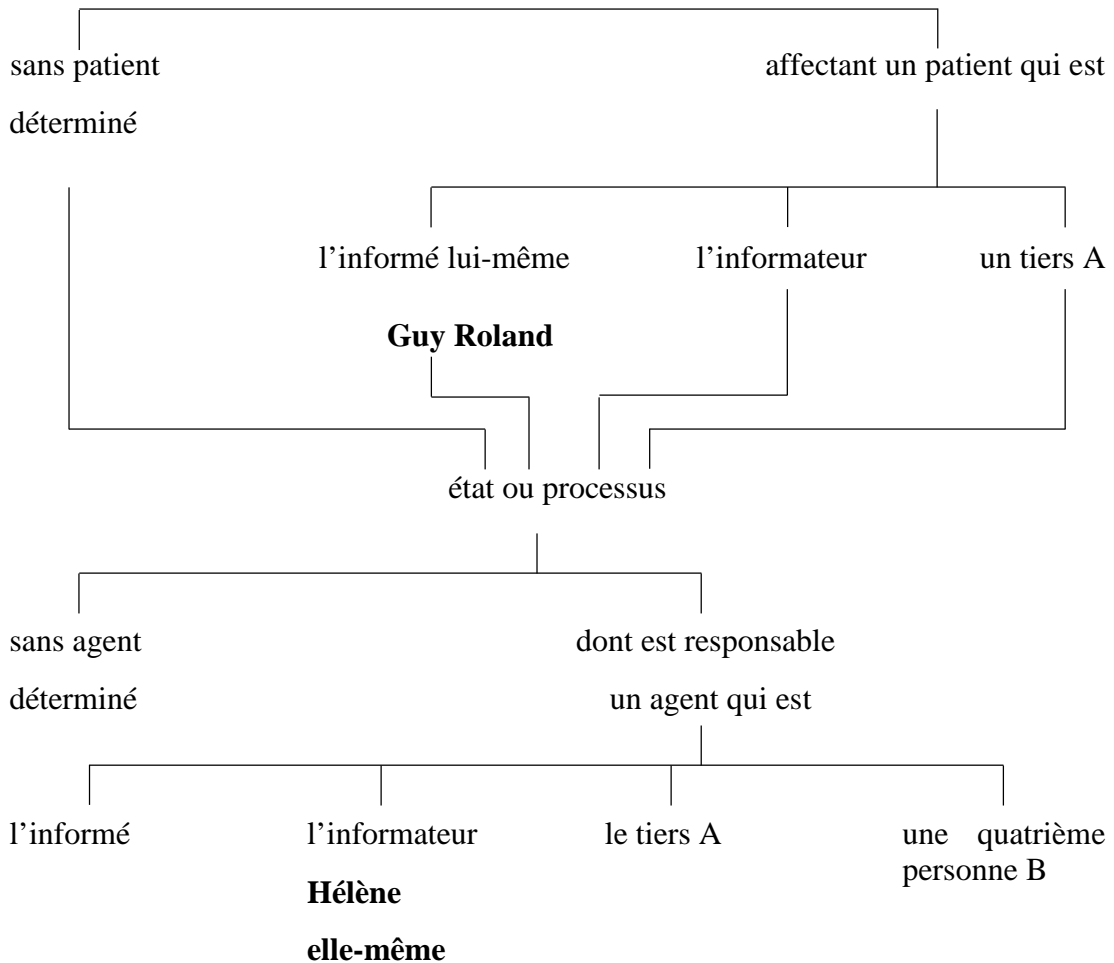 sans patient
déterminé
affectant un patient qui est
l’informé lui-même
Guy Roland
l’informateur
un tiers A
état ou processus
sans agent
déterminé
dont est responsable
un agent qui est
l’informé
l’informateur
Hélène
elle-même
le tiers A
une quatrième
personne B